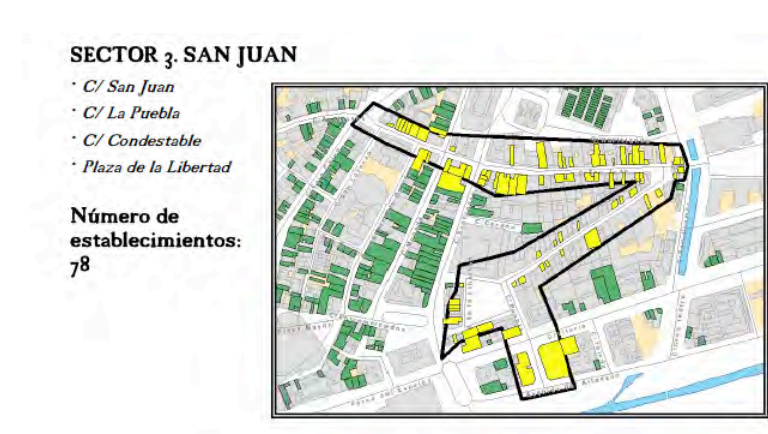 SECTOR 3. SAN JUAN
· C/ San Juan
· C/ La Puebla
· C/ Condestable
· Plaza de la Libertad
Número de
establecimientos:
78